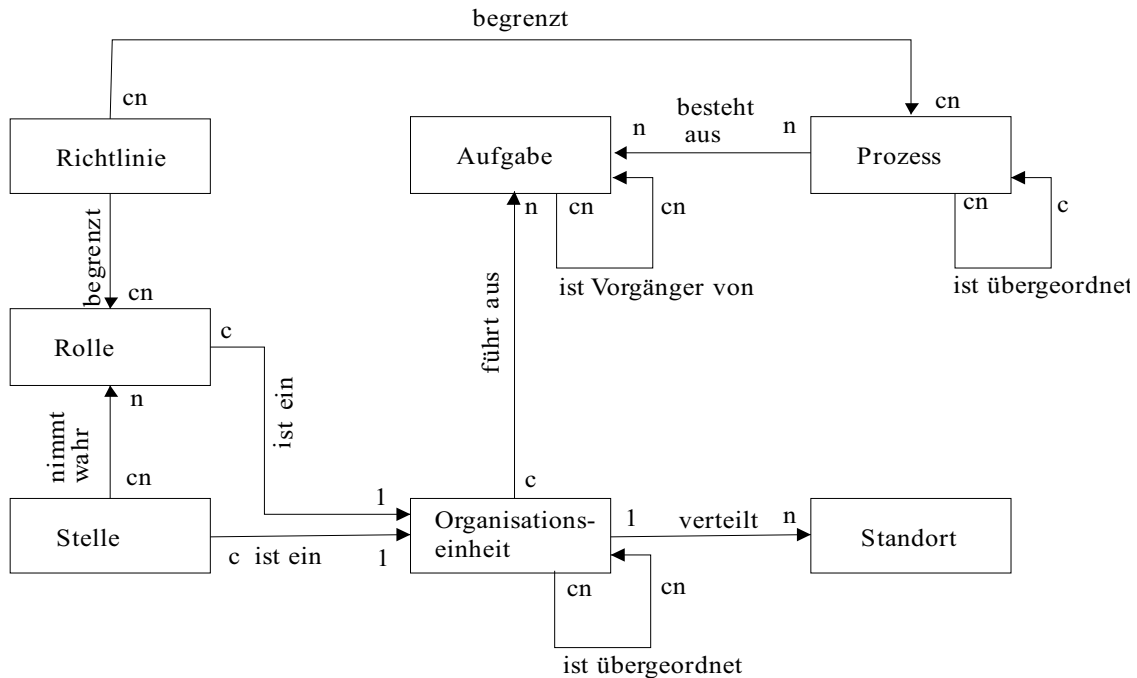 begrenzt
cn
cn
Richtlinie
Aufgabe
n
besteht
aus
n
Prozess
begrenzt
cn
n
cn
cn
cn
c
ist Vorgänger von
ist übergeordnet
Rolle
c
führt aus
n
nimmt
wahr
cn
ist ein
1
c
Stelle
c ist ein
1
Organisations-
einheit
1
verteilt
n
Standort
cn
cn
ist übergeordnet